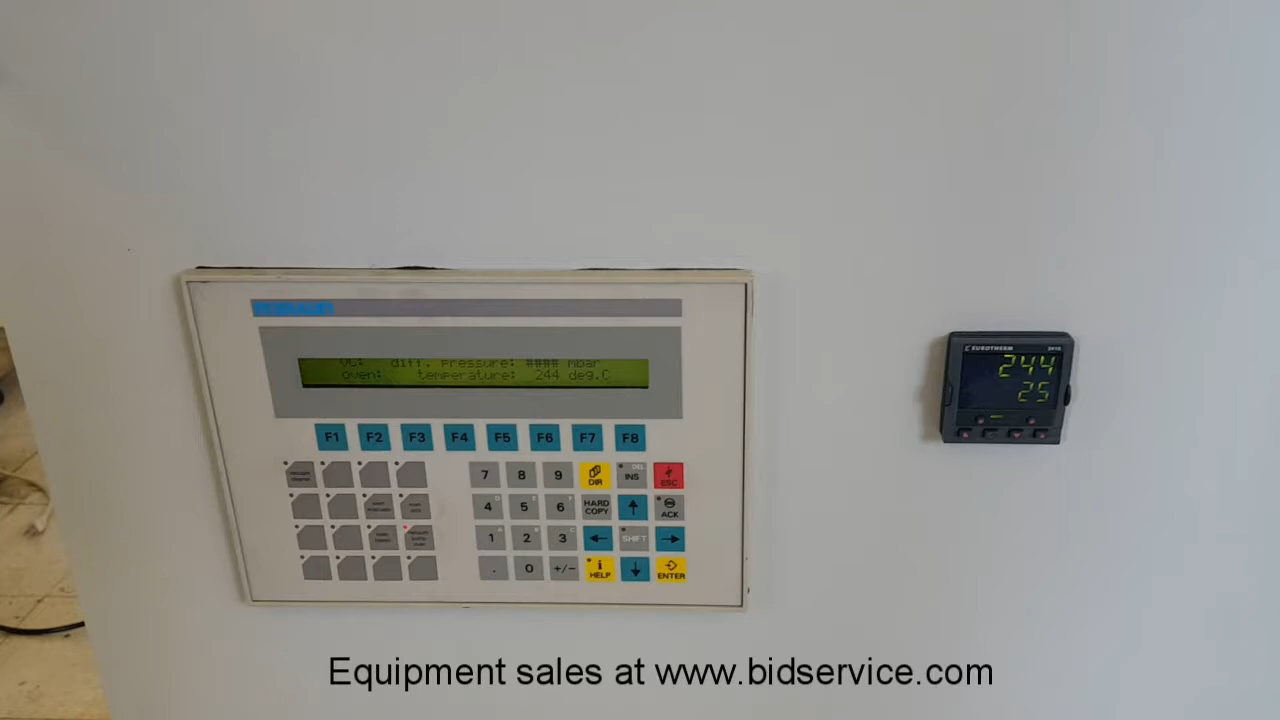 VC: diff. pressure: #### mbar
oven: temperature: 244 deg.C
EUROTHERM
244
25
F1 F2 F3 F4 F5 F6 F7 F8
7 8 9 DIR DEL INS ESC
4 D 5 E 6 F HARD COPY ACK
1 A 2 B 3 C SHIFT
. 0 +/- i HELP ENTER
Equipment sales at www.bidservice.com